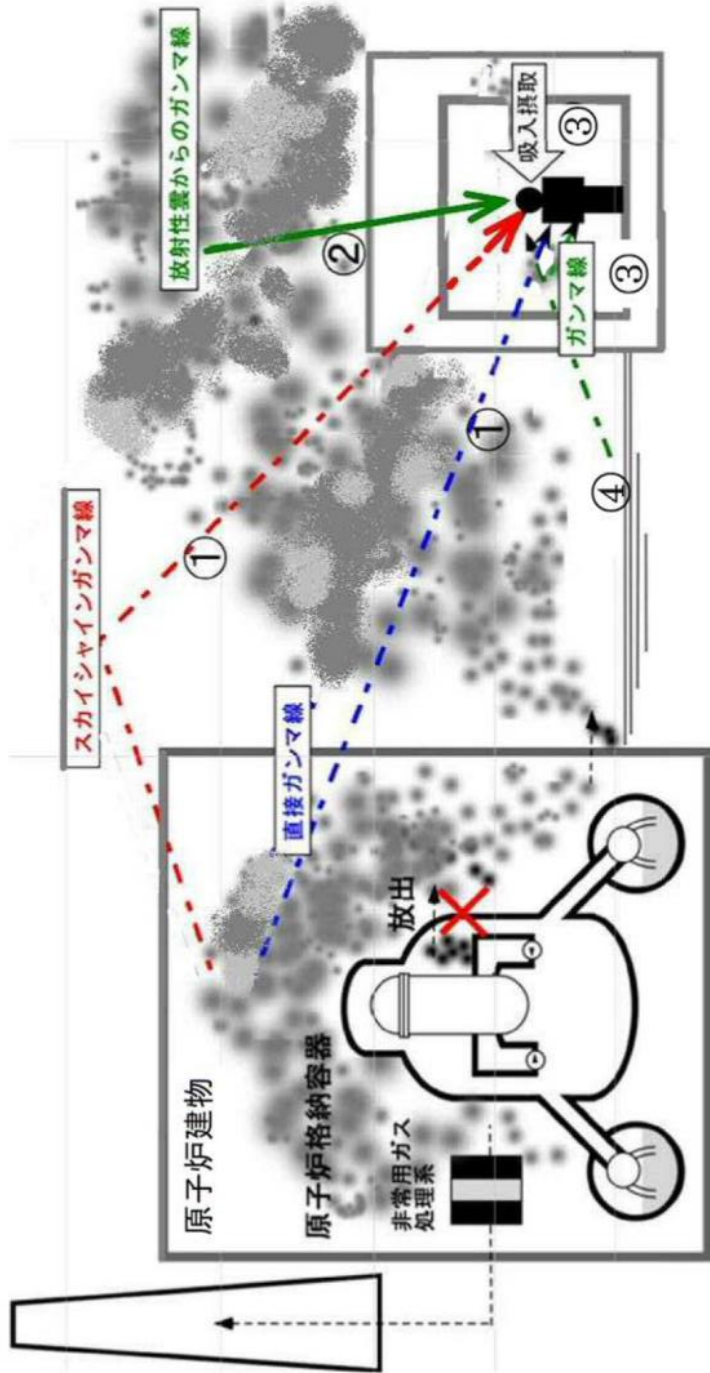 スカイシャインガンマ線
放射性雲からのガンマ線
①
②
原子炉建物
直接ガンマ線
原子炉格納容器
放出
非常用ガス
処理系
①
吸入摂取
③
ガンマ線
③
④